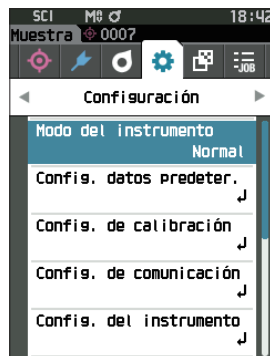 SCI M 18:42
Muestra 0007
JOB
Configuración
Modo del instrumento
Normal
Config. datos predeter.
Config. de calibración
Config. de comunicación
Config. del instrumento